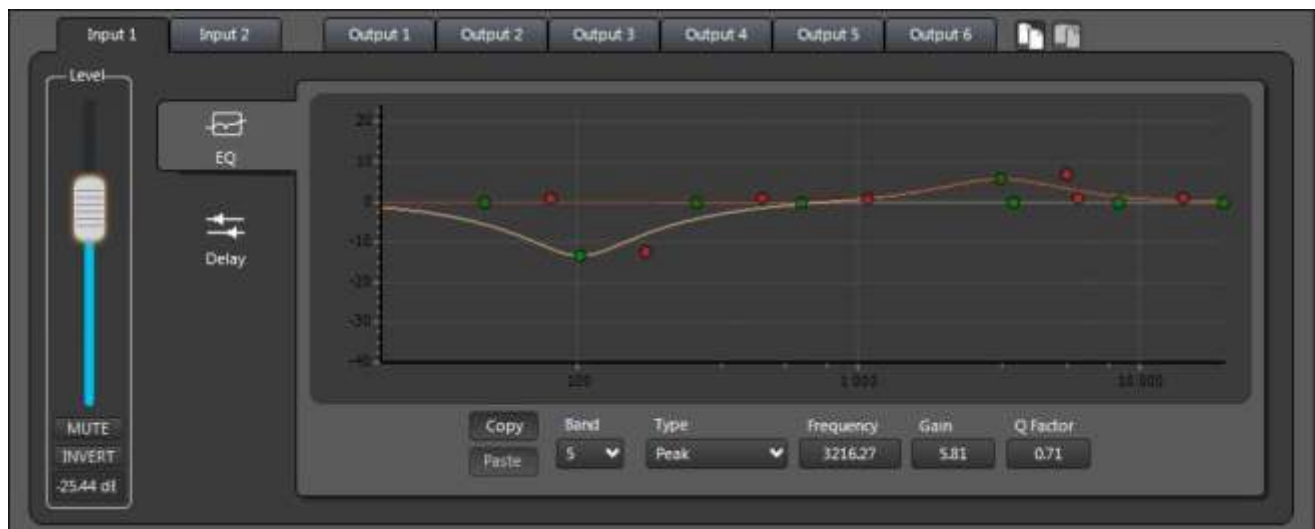 Input 1 Input 2 Output 1 Output 2 Output 3 Output 4 Output 5 Output 6
Level
EQ
Delay
20
10
0
-10
-20
-30
-40
100 1 000 10 000
Copy Band Type Frequency Gain Q Factor
Paste 5 Peak 3216.27 5.81 0.71
MUTE
INVERT
-25.44 dB